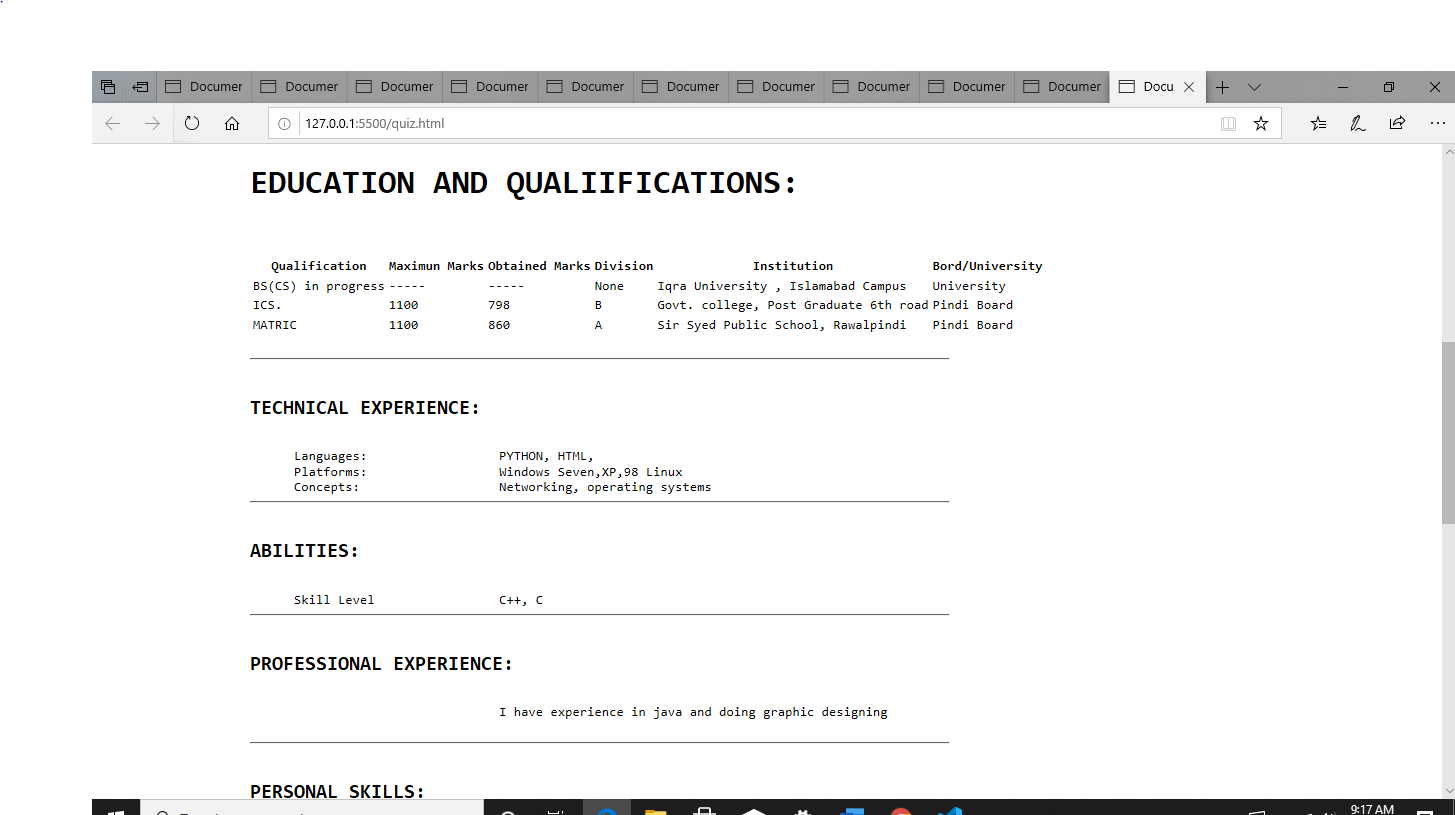 Documer Documer Documer Documer Documer Documer Documer Documer Documer Documer Docu
127.0.0.1:5500/quiz.html
EDUCATION AND QUALIIFICATIONS:
Qualification Maximun Marks Obtained Marks Division Institution Bord/University
BS(CS) in progress ----- ----- None Iqra University , Islamabad Campus University
ICS. 1100 798 B Govt. college, Post Graduate 6th road Pindi Board
MATRIC 1100 860 A Sir Syed Public School, Rawalpindi Pindi Board
TECHNICAL EXPERIENCE:
Languages: PYTHON, HTML,
Platforms: Windows Seven,XP,98 Linux
Concepts: Networking, operating systems
ABILITIES:
Skill Level C++, C
PROFESSIONAL EXPERIENCE:
I have experience in java and doing graphic designing
PERSONAL SKILLS:
9:17 AM